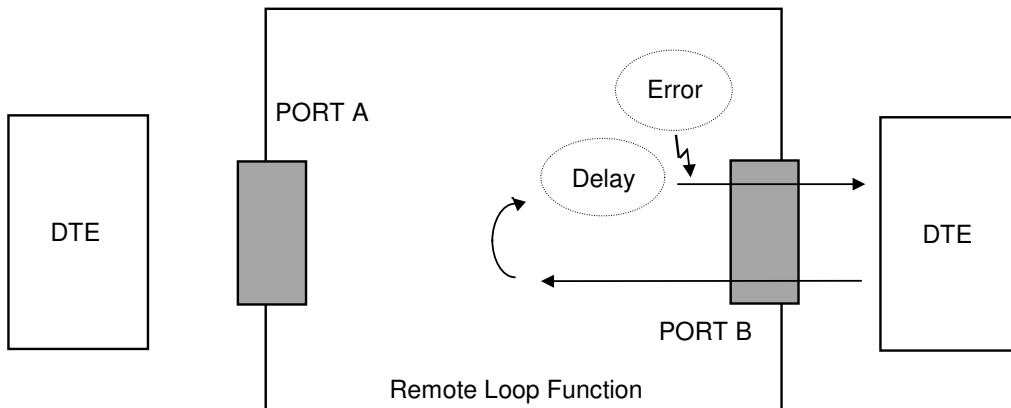 Error
PORT A
Delay
DTE
DTE
PORT B
Remote Loop Function